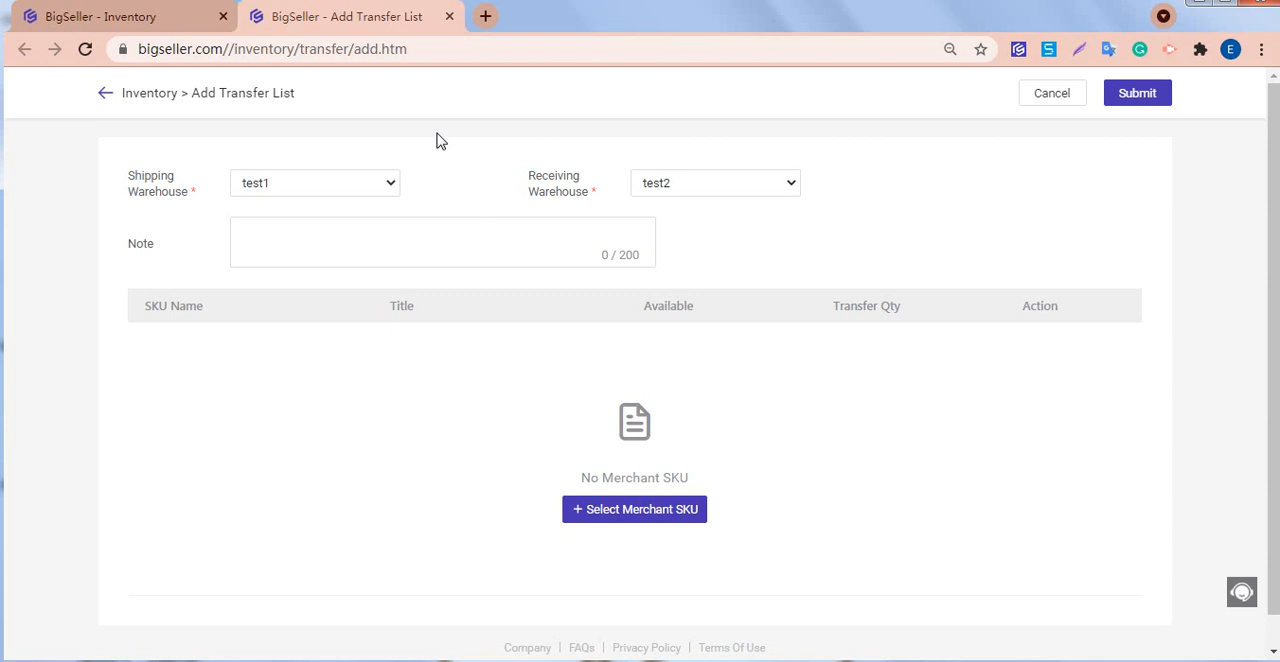 BigSeller - Inventory
BigSeller - Add Transfer List
bigseller.com//inventory/transfer/add.htm
E
Inventory > Add Transfer List
Cancel
Submit
Shipping
Warehouse *
test1
Receiving
Warehouse *
test2
Note
0 / 200
SKU Name Title Available Transfer Qty Action
No Merchant SKU
+ Select Merchant SKU
Company | FAQs | Privacy Policy | Terms Of Use